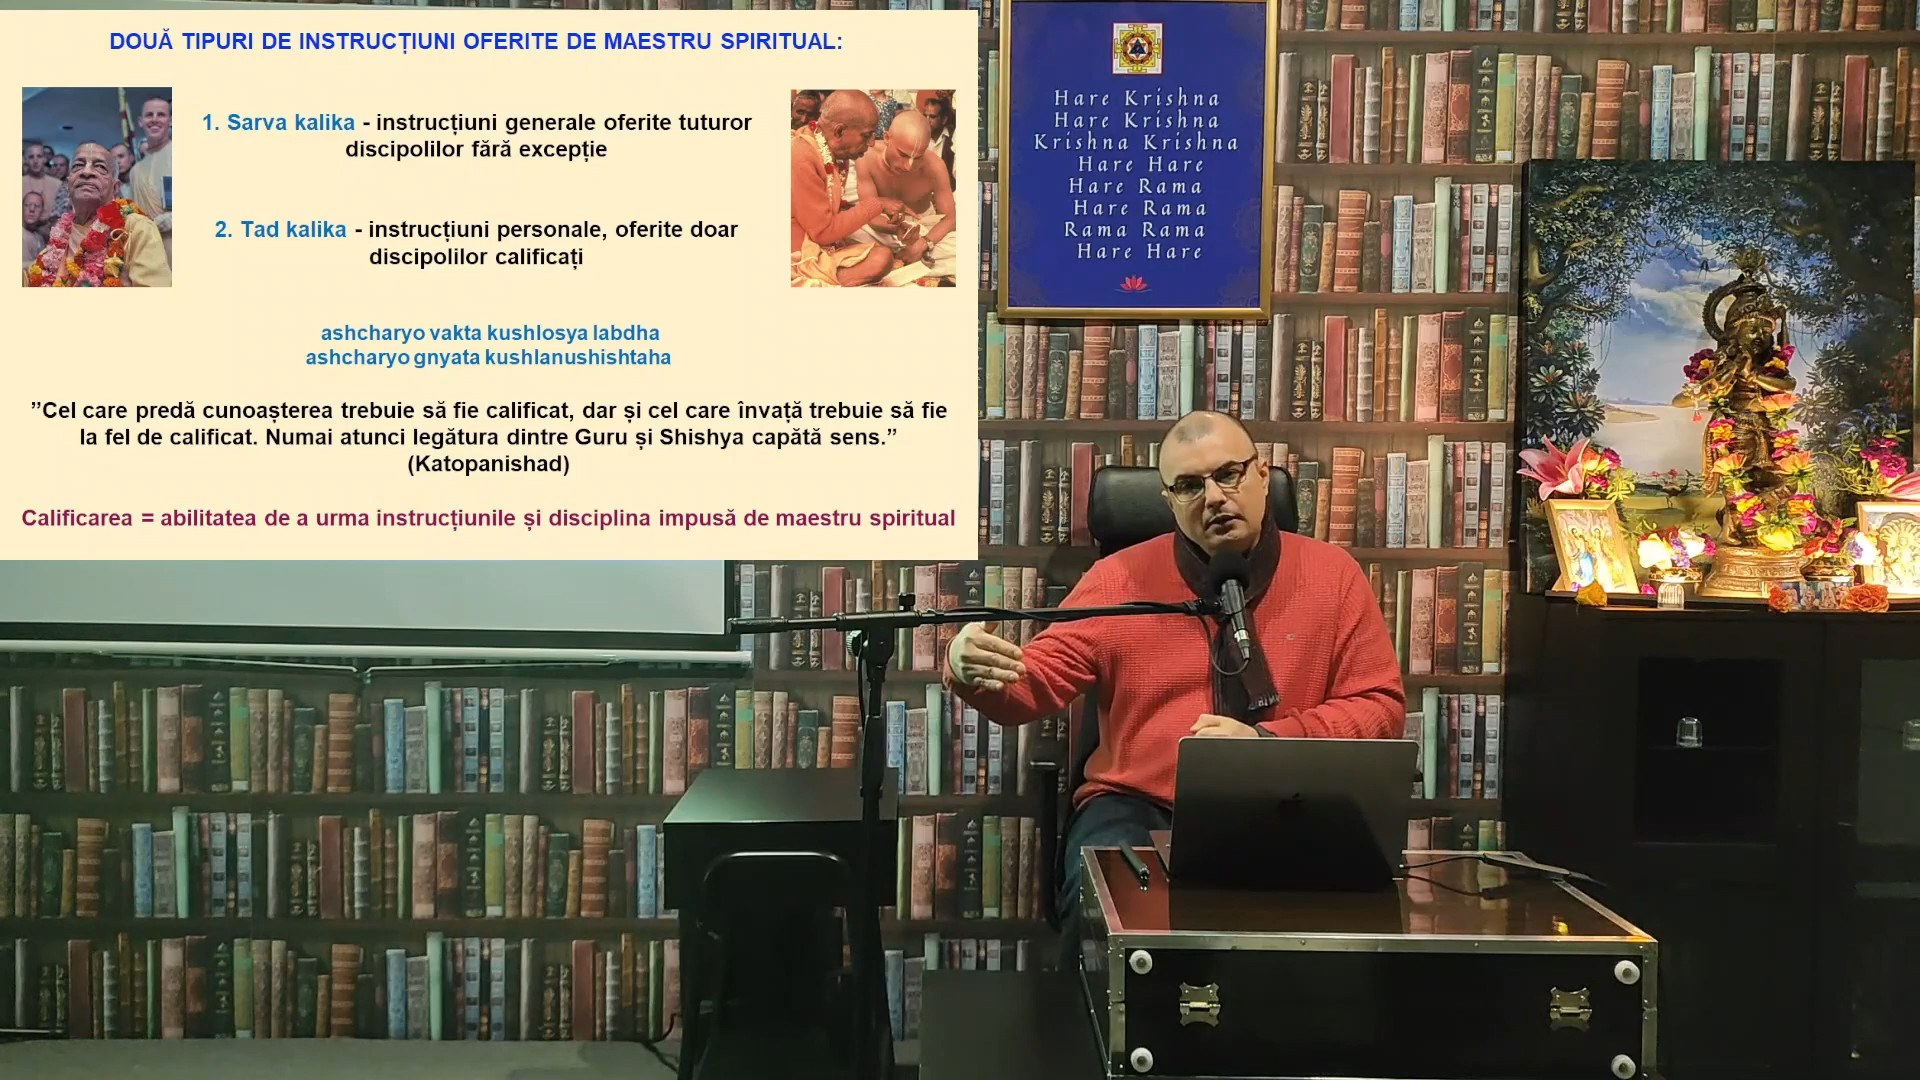 DOUĂ TIPURI DE INSTRUCȚIUNI OFERITE DE MAESTRU SPIRITUAL:
1. Sarva kalika - instrucțiuni generale oferite tuturor
discipolilor fără excepție
2. Tad kalika - instrucțiuni personale, oferite doar
discipolilor calificați
ashcharyo vakta kushlosya labdha
ashcharyo gnyata kushlanushishtaha
”Cel care predă cunoașterea trebuie să fie calificat, dar și cel care învață trebuie să fie
la fel de calificat. Numai atunci legătura dintre Guru și Shishya capătă sens.”
(Katopanishad)
Calificarea = abilitatea de a urma instrucțiunile și disciplina impusă de maestru spiritual
Hare Krishna
Hare Krishna
Krishna Krishna
Hare Hare
Hare Rama
Hare Rama
Rama Rama
Hare Hare